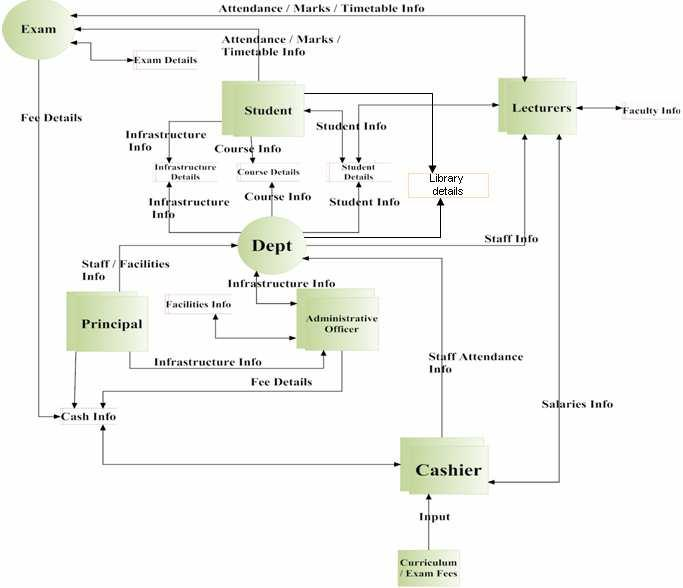 Attendance / Marks / Timetable Info
Exam
Attendance / Marks /
Timetable Info
Exam Details
Fee Details
Student
Lecturers
Faculty Info
Infrastructure
Info
Course Info
Student Info
Infrastructure
Details
Course Details
Student
Details
Library
details
Infrastructure
Info
Course Info
Student Info
Dept
Staff Info
Staff / Facilities
Info
Infrastructure Info
Facilities Info
Principal
Administrative
Officer
Infrastructure Info
Staff Attendance
Info
Fee Details
Cash Info
Salaries Info
Cashier
Input
Curriculum
/ Exam Fees